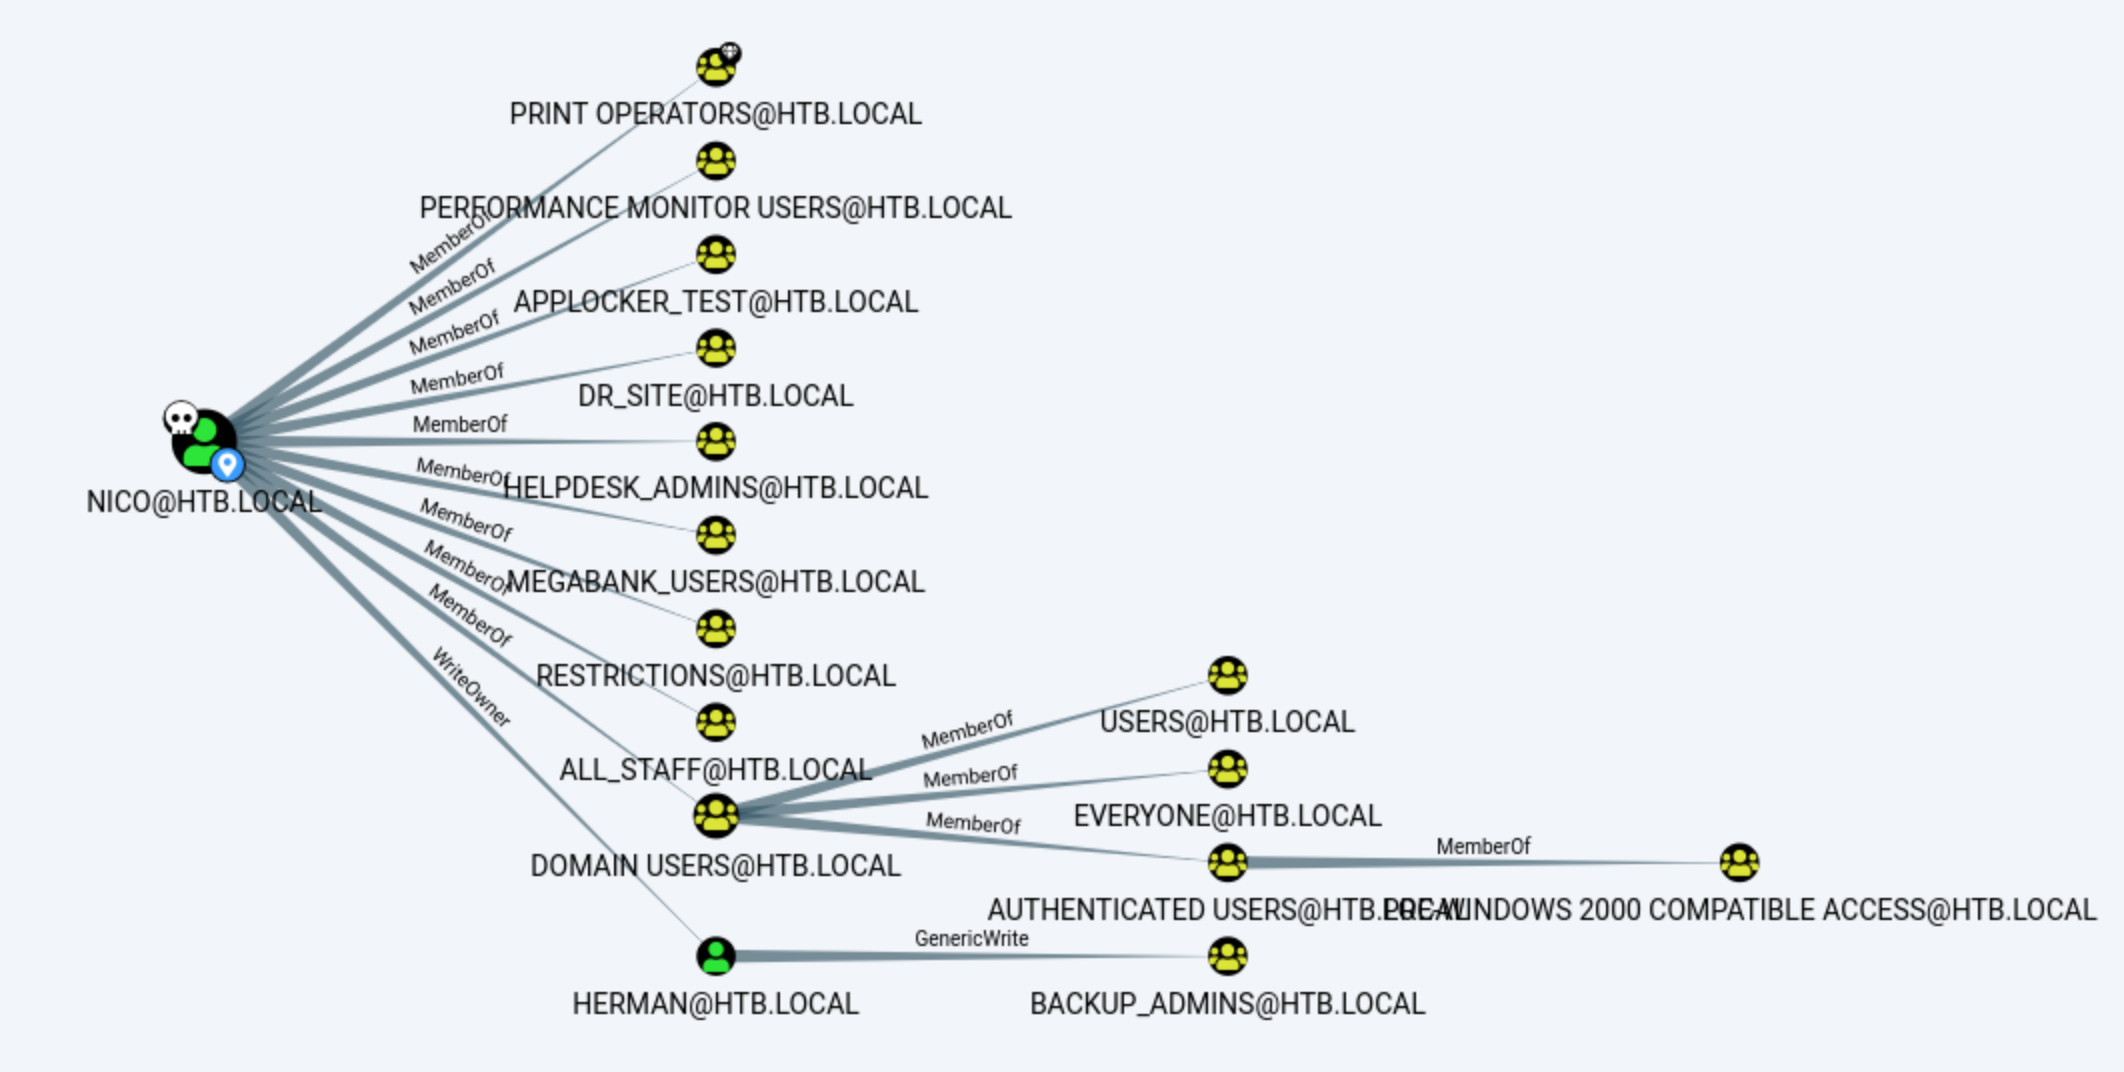 PRINT OPERATORS@HTB.LOCAL
MemberOf
PERFORMANCE MONITOR USERS@HTB.LOCAL
MemberOf
APPLOCKER_TEST@HTB.LOCAL
MemberOf
DR_SITE@HTB.LOCAL
MemberOf
MemberOf
HELPDESK_ADMINS@HTB.LOCAL
NICO@HTB.LOCAL
MemberOf
MEGABANK_USERS@HTB.LOCAL
MemberOf
RESTRICTIONS@HTB.LOCAL
MemberOf
ALL_STAFF@HTB.LOCAL
MemberOf
DOMAIN USERS@HTB.LOCAL
WriteOwner
HERMAN@HTB.LOCAL
MemberOf
USERS@HTB.LOCAL
MemberOf
EVERYONE@HTB.LOCAL
MemberOf
AUTHENTICATED USERS@HTB.LOCAL
MemberOf
PRE-WINDOWS 2000 COMPATIBLE ACCESS@HTB.LOCAL
GenericWrite
BACKUP_ADMINS@HTB.LOCAL